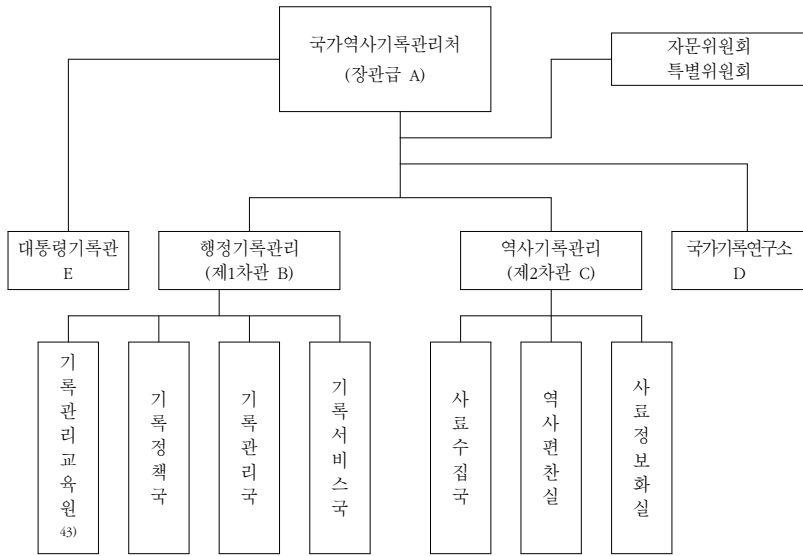 국가역사기록관리처
(장관급 A)
자문위원회
특별위원회
대통령기록관
E
행정기록관리
(제1차관 B)
역사기록관리
(제2차관 C)
국가기록연구소
D
기록관리교육원
43)
기록정책국
기록관리국
기록서비스국
사료수집국
역사편찬실
사료정보화실